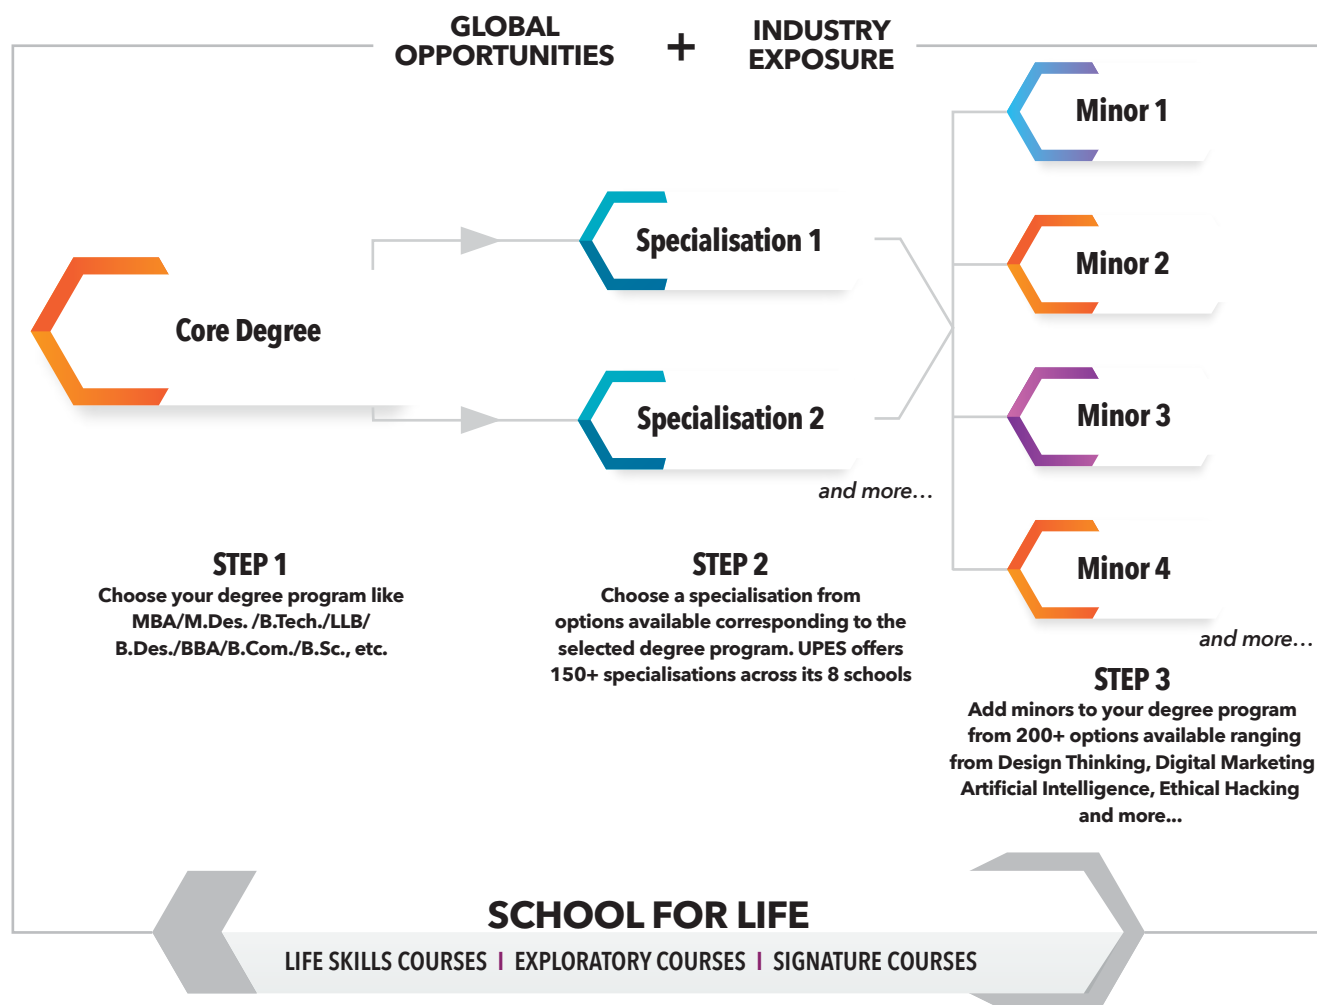 GLOBAL
OPPORTUNITIES
+
INDUSTRY
EXPOSURE
Core Degree
Specialisation 1
Specialisation 2
and more...
Minor 1
Minor 2
Minor 3
Minor 4
and more...
STEP 1
Choose your degree program like
MBA/M.Des. /B.Tech./LLB/
B.Des./BBA/B.Com./B.Sc., etc.
STEP 2
Choose a specialisation from
options available corresponding to the
selected degree program. UPES offers
150+ specialisations across its 8 schools
STEP 3
Add minors to your degree program
from 200+ options available ranging
from Design Thinking, Digital Marketing
Artificial Intelligence, Ethical Hacking
and more...
SCHOOL FOR LIFE
LIFE SKILLS COURSES I EXPLORATORY COURSES I SIGNATURE COURSES